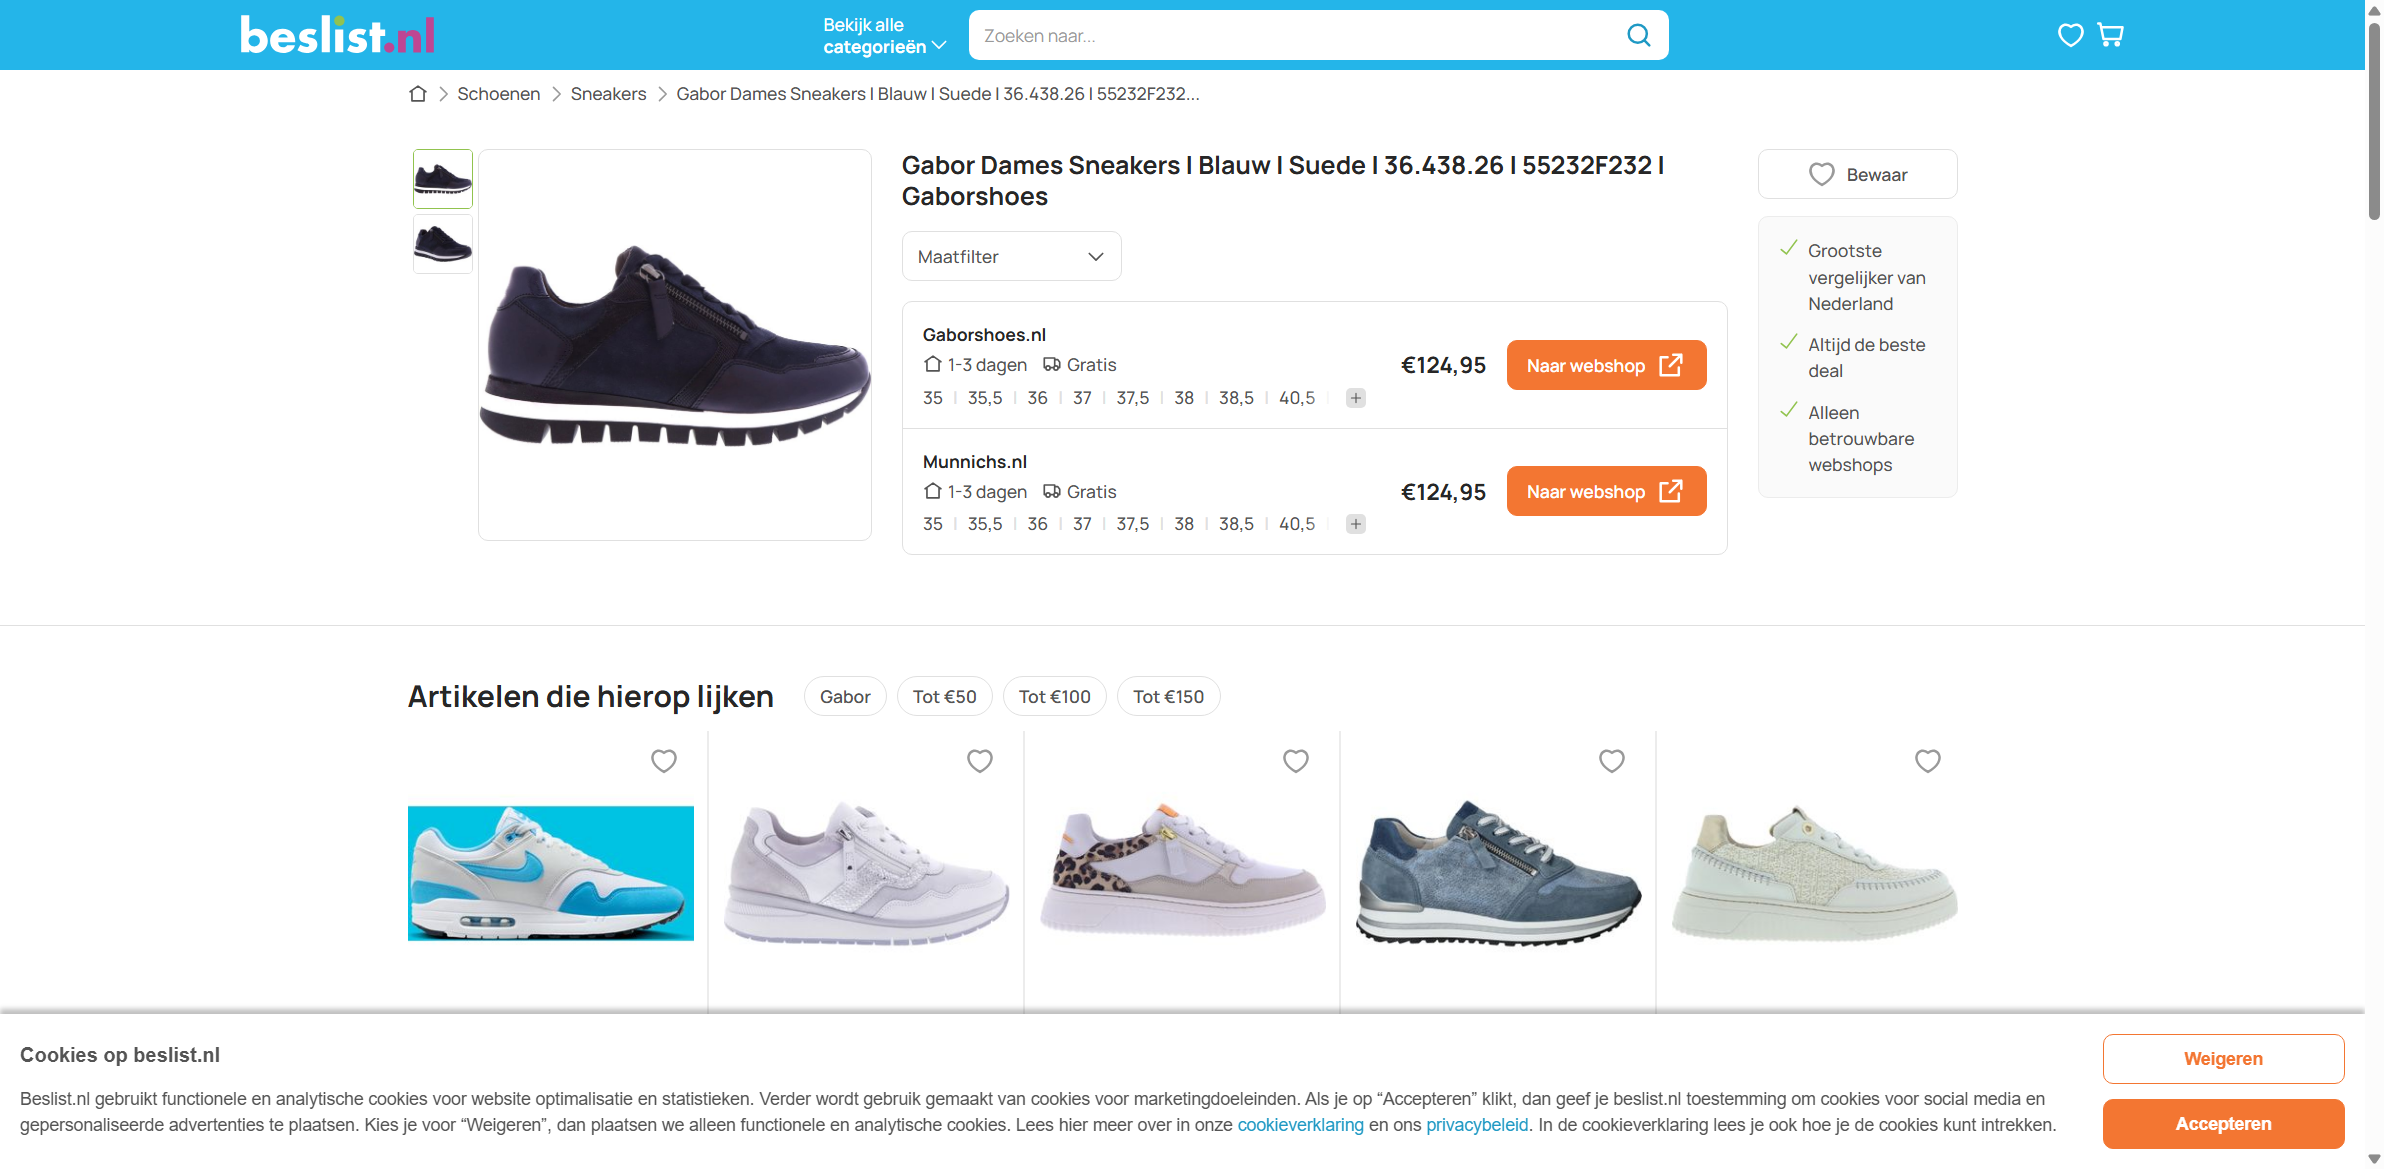 beslist.nl
Bekijk alle
categorieën
Zoeken naar...
Schoenen
Sneakers
Gabor Dames Sneakers | Blauw | Suede | 36.438.26 | 55232F232...
Gabor Dames Sneakers | Blauw | Suede | 36.438.26 | 55232F232 |
Gaborshoes
Maatfilter
Gaborshoes.nl
1-3 dagen Gratis
35 | 35,5 | 36 | 37 | 37,5 | 38 | 38,5 | 40,5 | +
€124,95
Naar webshop
Munnichs.nl
1-3 dagen Gratis
35 | 35,5 | 36 | 37 | 37,5 | 38 | 38,5 | 40,5 | +
€124,95
Naar webshop
Bewaar
Grootste
vergelijker van
Nederland
Altijd de beste
deal
Alleen
betrouwbare
webshops
Artikelen die hierop lijken
Gabor
Tot €50
Tot €100
Tot €150
Cookies op beslist.nl
Beslist.nl gebruikt functionele en analytische cookies voor website optimalisatie en statistieken. Verder wordt gebruik gemaakt van cookies voor marketingdoeleinden. Als je op “Accepteren” klikt, dan geef je beslist.nl toestemming om cookies voor social media en
gepersonaliseerde advertenties te plaatsen. Kies je voor “Weigeren”, dan plaatsen we alleen functionele en analytische cookies. Lees hier meer over in onze cookieverklaring en ons privacybeleid. In de cookieverklaring lees je ook hoe je de cookies kunt intrekken.
Weigeren
Accepteren